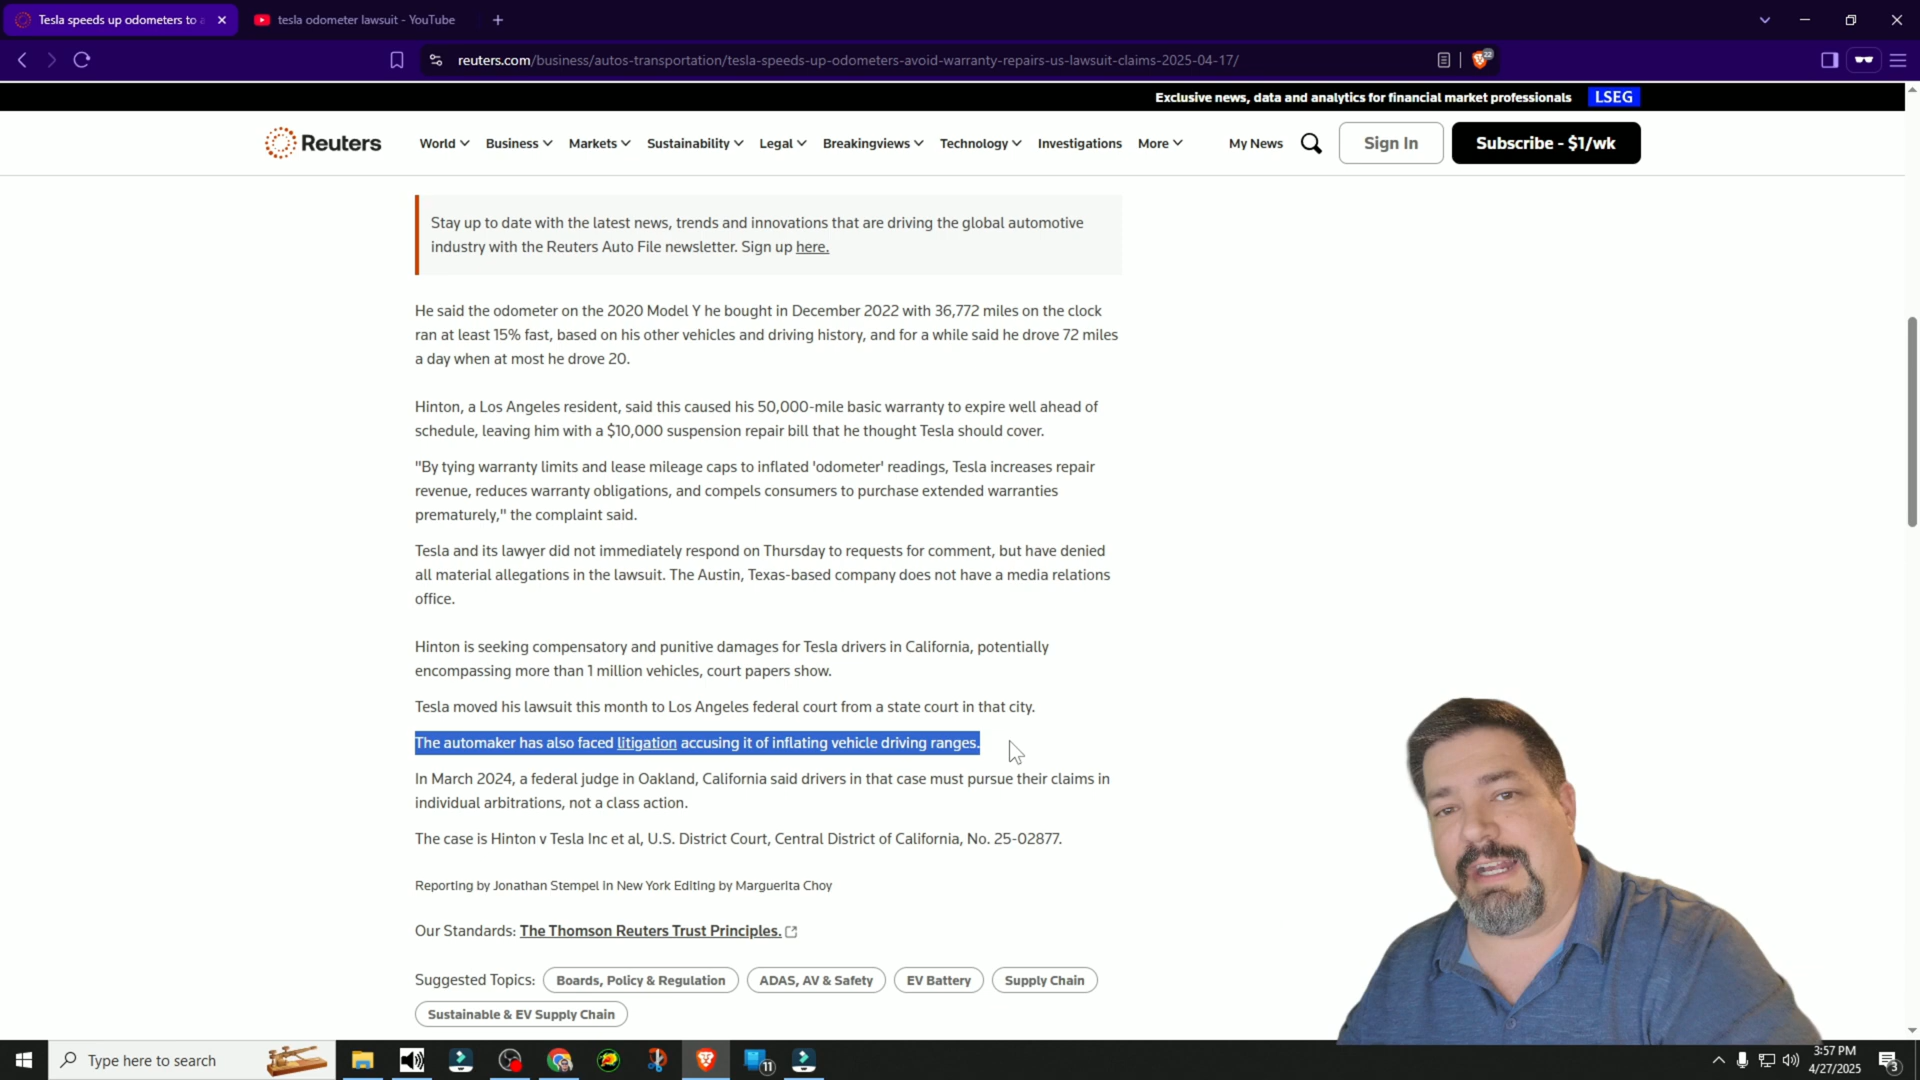 Tesla speeds up odometers to a
tesla odometer lawsuit - YouTube
reuters.com/business/autos-transportation/tesla-speeds-up-odometers-avoid-warranty-repairs-us-lawsuit-claims-2025-04-17/
22
Exclusive news, data and analytics for financial market professionals LSEG
Reuters World Business Markets Sustainability Legal Breakingviews Technology Investigations More My News Sign In Subscribe - $1/wk
Stay up to date with the latest news, trends and innovations that are driving the global automotive
industry with the Reuters Auto File newsletter. Sign up here.
He said the odometer on the 2020 Model Y he bought in December 2022 with 36,772 miles on the clock
ran at least 15% fast, based on his other vehicles and driving history, and for a while said he drove 72 miles
a day when at most he drove 20.
Hinton, a Los Angeles resident, said this caused his 50,000-mile basic warranty to expire well ahead of
schedule, leaving him with a $10,000 suspension repair bill that he thought Tesla should cover.
"By tying warranty limits and lease mileage caps to inflated 'odometer' readings, Tesla increases repair
revenue, reduces warranty obligations, and compels consumers to purchase extended warranties
prematurely," the complaint said.
Tesla and its lawyer did not immediately respond on Thursday to requests for comment, but have denied
all material allegations in the lawsuit. The Austin, Texas-based company does not have a media relations
office.
Hinton is seeking compensatory and punitive damages for Tesla drivers in California, potentially
encompassing more than 1 million vehicles, court papers show.
Tesla moved his lawsuit this month to Los Angeles federal court from a state court in that city.
The automaker has also faced litigation accusing it of inflating vehicle driving ranges.
In March 2024, a federal judge in Oakland, California said drivers in that case must pursue their claims in
individual arbitrations, not a class action.
The case is Hinton v Tesla Inc et al, U.S. District Court, Central District of California, No. 25-02877.
Reporting by Jonathan Stempel in New York Editing by Marguerita Choy
Our Standards: The Thomson Reuters Trust Principles.
Suggested Topics: Boards, Policy & Regulation ADAS, AV & Safety EV Battery Supply Chain
Sustainable & EV Supply Chain
Type here to search
11
3:57 PM
4/27/2025
3